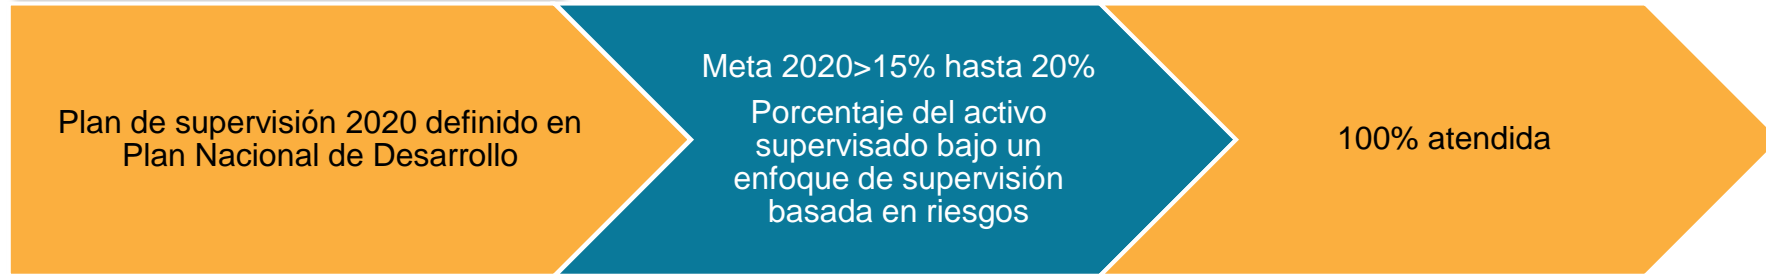 Plan de supervisión 2020 definido en
Plan Nacional de Desarrollo
Meta 2020>15% hasta 20%
Porcentaje del activo
supervisado bajo un
enfoque de supervisión
basada en riesgos
100% atendida